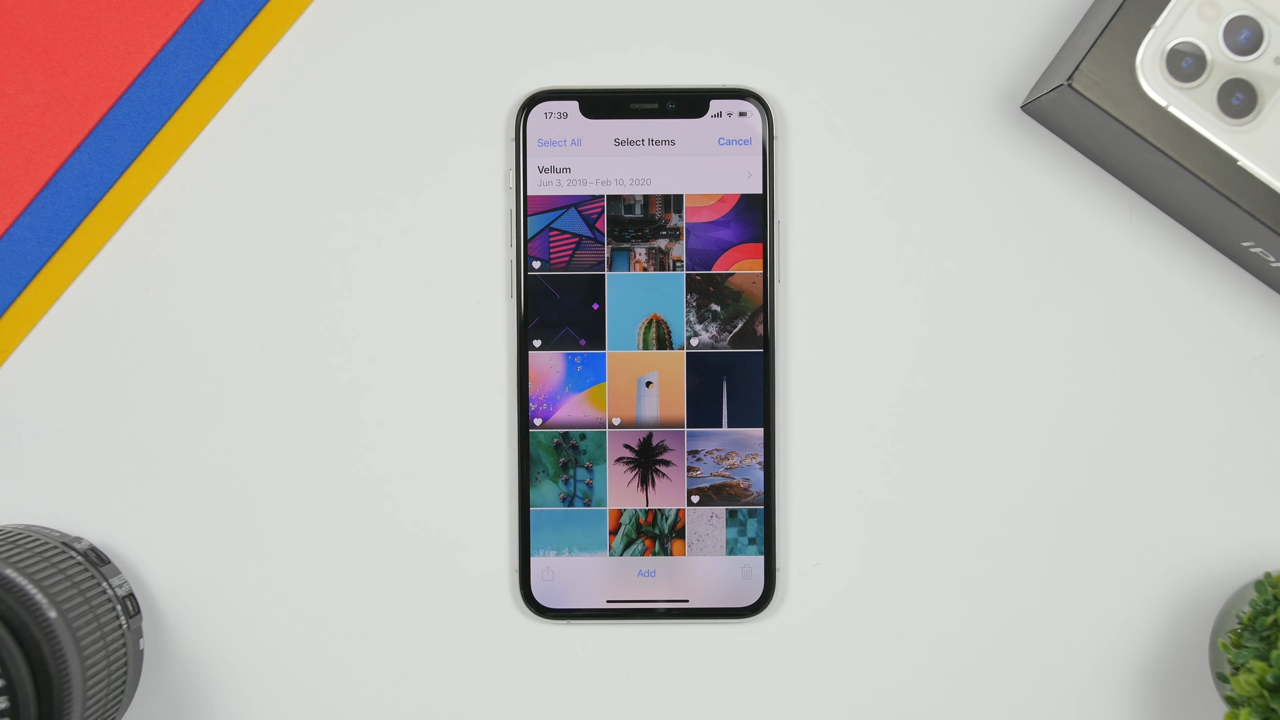 17:39
Select All Select Items Cancel
Vellum
Jun 3, 2019 – Feb 10, 2020
Add